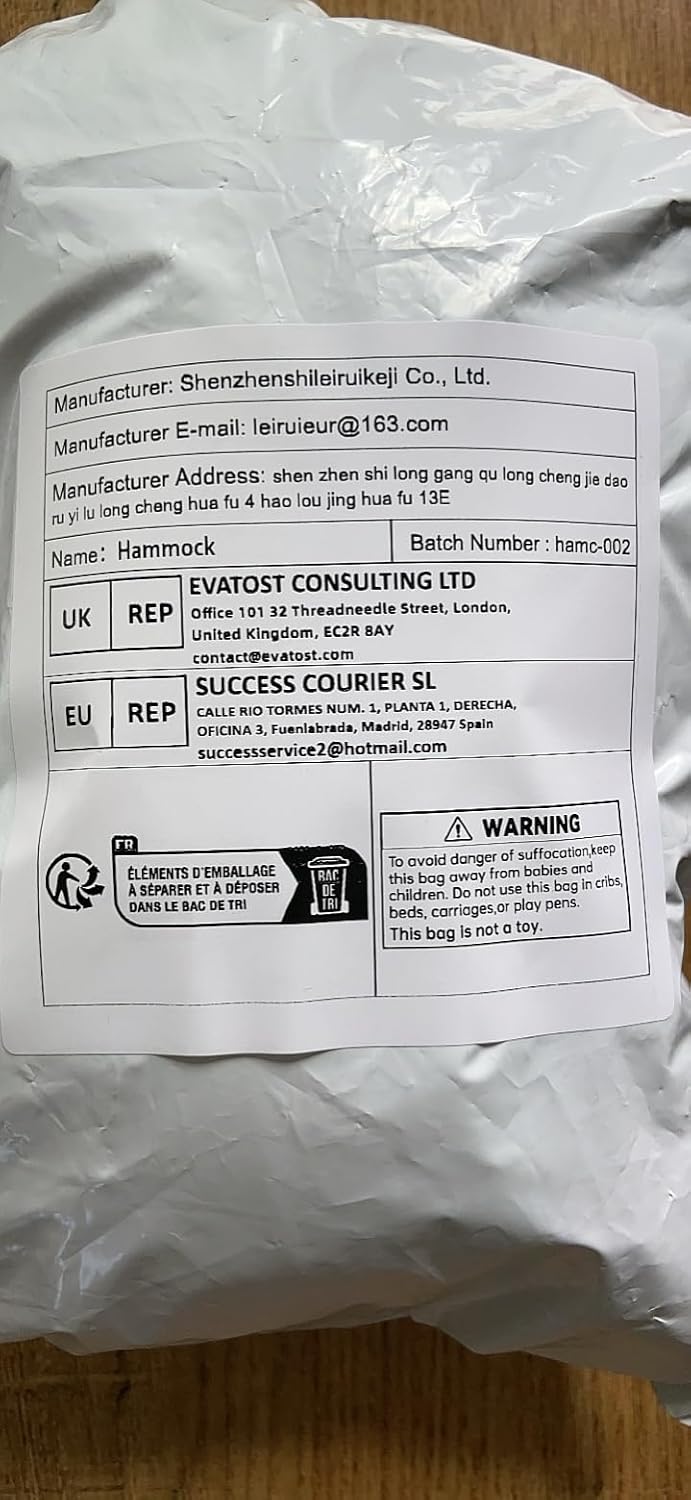 Manufacturer: Shenzhenshileiruikeji Co., Ltd.
Manufacturer E-mail: leiruieur@163.com
Manufacturer Address: shen zhen shi long gang qu long cheng jie dao
ru yi lu long cheng hua fu 4 hao lou jing hua fu 13E
Name: Hammock
Batch Number : hamc-002
UK REP
EVATOST CONSULTING LTD
Office 101 32 Threadneedle Street, London,
United Kingdom, EC2R 8AY
contact@evatost.com
EU REP
SUCCESS COURIER SL
CALLE RIO TORMES NUM. 1, PLANTA 1, DERECHA,
OFICINA 3, Fuenlabrada, Madrid, 28947 Spain
successservice2@hotmail.com
FR
ÉLÉMENTS D'EMBALLAGE
À SÉPARER ET À DÉPOSER
DANS LE BAC DE TRI
BAC
DE
TRI
WARNING
To avoid danger of suffocation,keep
this bag away from babies and
children. Do not use this bag in cribs,
beds, carriages,or play pens.
This bag is not a toy.